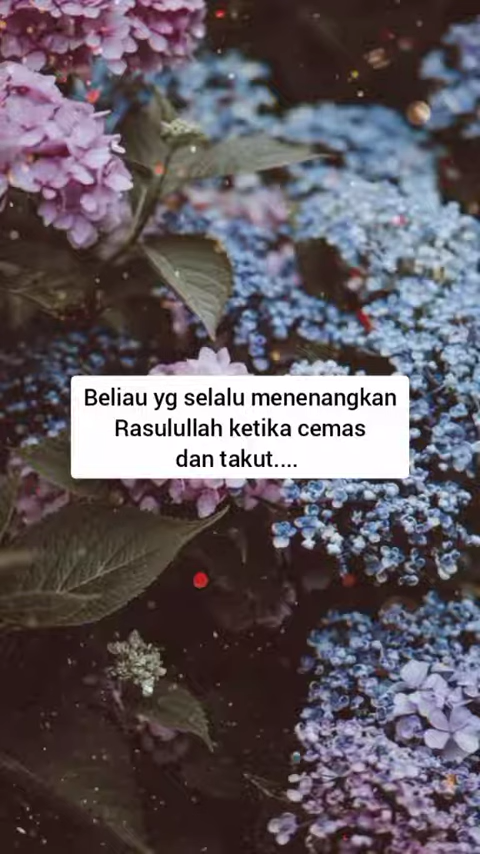 Beliau yg selalu menenangkan
Rasulullah ketika cemas
dan takut....